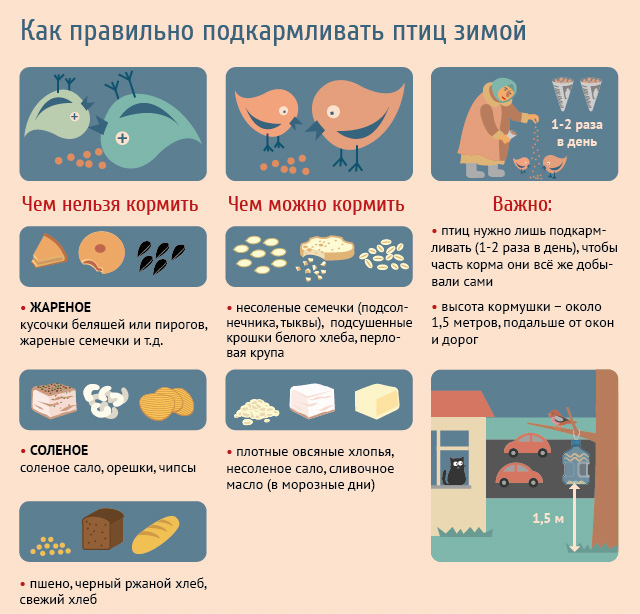 Как правильно подкармливать птиц зимой
1-2 раза
в день
Чем нельзя кормить
• ЖАРЕНОЕ
кусочки беляшей или пирогов,
жареные семечки и т.д.
• СОЛЕНОЕ
соленое сало, орешки, чипсы
• пшено, черный ржаной хлеб,
свежий хлеб
Чем можно кормить
• несоленые семечки (подсол-
нечника, тыквы), подсушенные
крошки белого хлеба, перло-
вая крупа
• плотные овсяные хлопья,
несоленое сало, сливочное
масло (в морозные дни)
Важно:
• птиц нужно лишь подкарм-
ливать (1-2 раза в день), чтобы
часть корма они всё же добы-
вали сами
• высота кормушки – около
1,5 метров, подальше от окон
и дорог
1,5 м